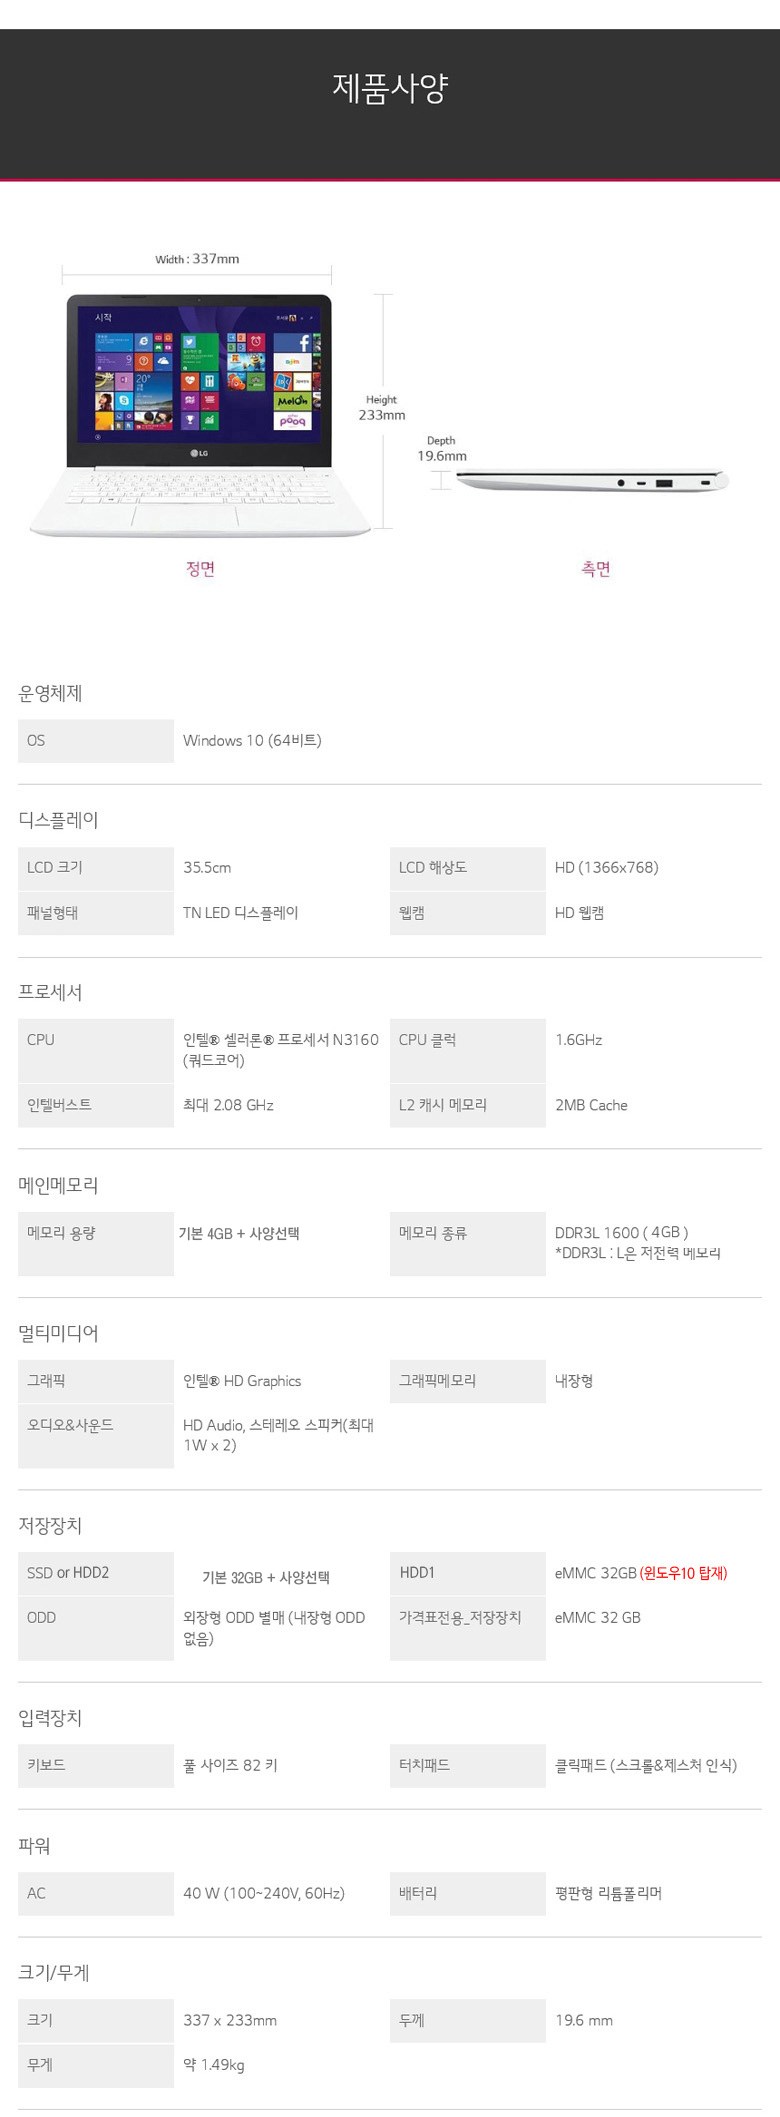 제품사양
Width : 337mm
시작
LG
Height
233mm
Depth
19.6mm
정면
측면
운영체제
OS
Windows 10 (64비트)
디스플레이
LCD 크기
35.5cm
LCD 해상도
HD (1366x768)
패널형태
TN LED 디스플레이
웹캠
HD 웹캠
프로세서
CPU
인텔® 셀러론® 프로세서 N3160
(쿼드코어)
CPU 클럭
1.6GHz
인텔버스트
최대 2.08 GHz
L2 캐시 메모리
2MB Cache
메인메모리
메모리 용량
기본 4GB + 사양선택
메모리 종류
DDR3L 1600 ( 4GB )
*DDR3L : L은 저전력 메모리
멀티미디어
그래픽
인텔® HD Graphics
그래픽메모리
내장형
오디오&사운드
HD Audio, 스테레오 스피커(최대
1W x 2)
저장장치
SSD or HDD2
기본 32GB + 사양선택
HDD1
eMMC 32GB (윈도우10 탑재)
ODD
외장형 ODD 별매 (내장형 ODD
없음)
가격표전용_저장장치
eMMC 32 GB
입력장치
키보드
풀 사이즈 82 키
터치패드
클릭패드 (스크롤&제스처 인식)
파워
AC
40 W (100~240V, 60Hz)
배터리
평판형 리튬폴리머
크기/무게
크기
337 x 233mm
두께
19.6 mm
무게
약 1.49kg